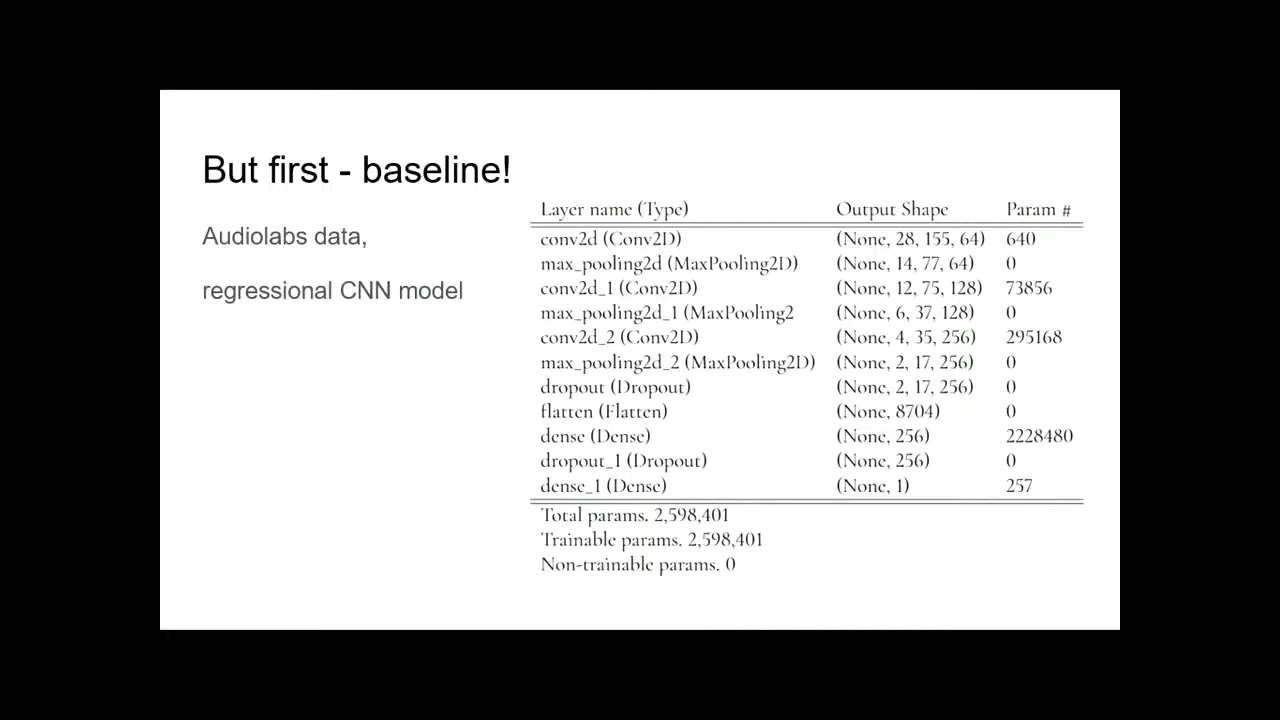 But first - baseline!
Audiolabs data,
regressional CNN model
Layer name (Type) Output Shape Param #
conv2d (Conv2D) (None, 28, 155, 64) 640
max_pooling2d (MaxPooling2D) (None, 14, 77, 64) 0
conv2d_1 (Conv2D) (None, 12, 75, 128) 73856
max_pooling2d_1 (MaxPooling2 (None, 6, 37, 128) 0
conv2d_2 (Conv2D) (None, 4, 35, 256) 295168
max_pooling2d_2 (MaxPooling2D) (None, 2, 17, 256) 0
dropout (Dropout) (None, 2, 17, 256) 0
flatten (Flatten) (None, 8704) 0
dense (Dense) (None, 256) 2228480
dropout_1 (Dropout) (None, 256) 0
dense_1 (Dense) (None, 1) 257
Total params. 2,598,401
Trainable params. 2,598,401
Non-trainable params. 0